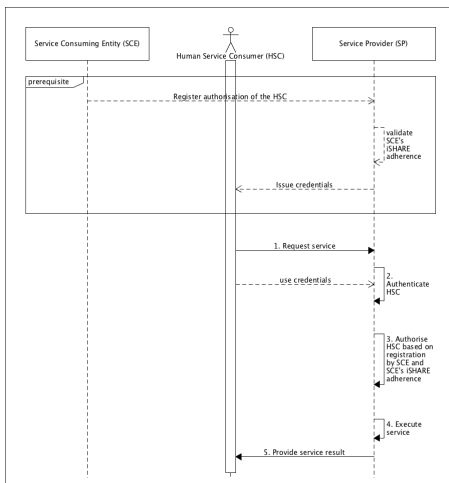 Service Consuming Entity (SCE)
Human Service Consumer (HSC)
Service Provider (SP)
prerequisite
Register authorisation of the HSC
validate
SCE's
iSHARE
adherence
Issue credentials
1. Request service
use credentials
2.
Authenticate
HSC
3. Authorise
HSC based on
registration
by SCE and
SCE's iSHARE
adherence
4. Execute
service
5. Provide service result